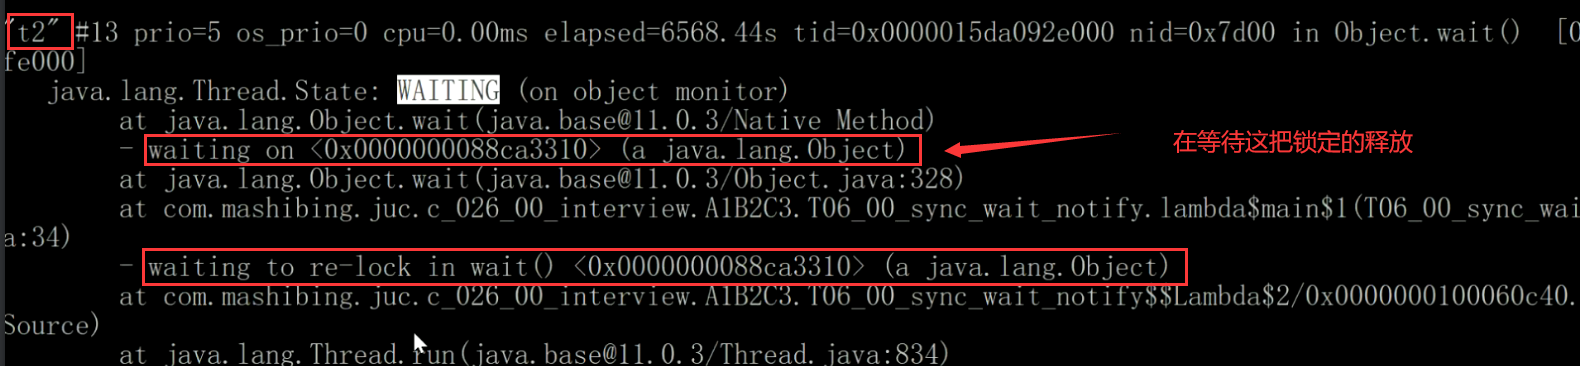 "t2" #13 prio=5 os_prio=0 cpu=0.00ms elapsed=6568.44s tid=0x0000015da092e000 nid=0x7d00 in Object.wait()  [0
fe000]
java.lang.Thread.State: WAITING (on object monitor)
at java.lang.Object.wait(java.base@11.0.3/Native Method)
- waiting on <0x0000000088ca3310> (a java.lang.Object)
在等待这把锁定的释放
at java.lang.Object.wait(java.base@11.0.3/Object.java:328)
at com.mashibing.juc.c_026_00_interview.A1B2C3.T06_00_sync_wait_notify.lambda$main$1(T06_00_sync_wai
a:34)
- waiting to re-lock in wait() <0x0000000088ca3310> (a java.lang.Object)
at com.mashibing.juc.c_026_00_interview.A1B2C3.T06_00_sync_wait_notify$$Lambda$2/0x0000000100060c40.
Source)
at java.lang.Thread.run(java.base@11.0.3/Thread.java:834)